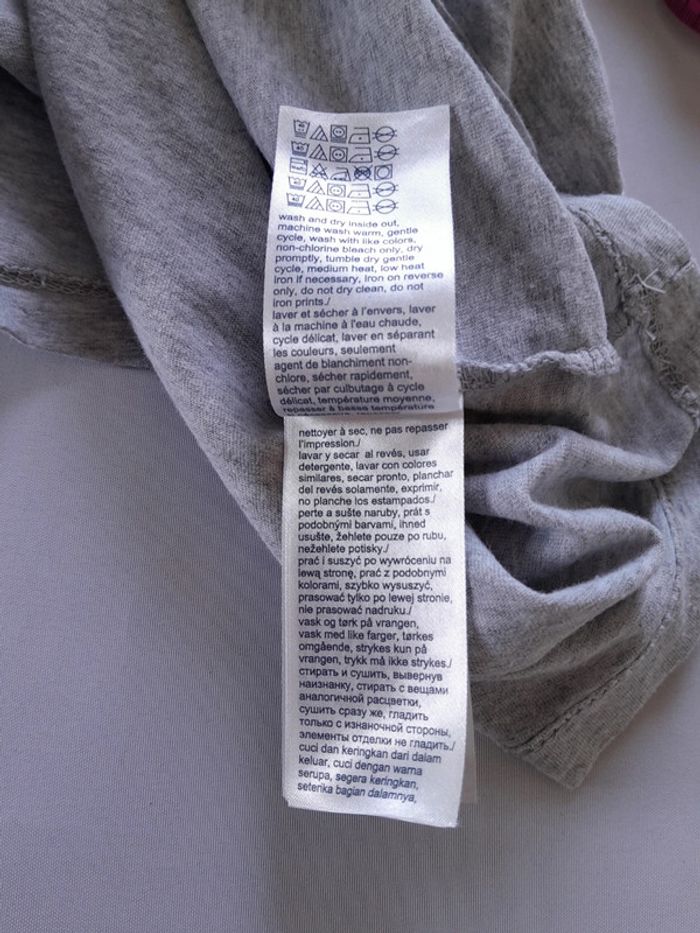 wash and dry inside out,
machine wash warm, gentle
cycle, wash with like colors,
non-chlorine bleach only, dry
promptly, tumble dry gentle
cycle, medium heat, low heat
iron if necessary, iron on reverse
only, do not dry clean, do not
iron prints./
laver et sécher à l'envers, laver
à la machine à l'eau chaude,
cycle délicat, laver en séparant
les couleurs, seulement
agent de blanchiment non-
chlore, sécher rapidement,
sécher par culbutage à cycle
délicat, température moyenne,
repasser à basse température
nettoyer à sec, ne pas repasser
l'impression./
lavar y secar al revés, usar
detergente, lavar con colores
similares, secar pronto, planchar
del revés solamente, exprimir,
no planche los estampados./
perte a sušte naruby, prát s
podobnými barvami, ihned
usušte, žehlete pouze po rubu,
nežehlete potisky./
prać i suszyć po wywróceniu na
lewą stronę, prać z podobnymi
kolorami, szybko wysuszyć,
prasować tylko po lewej stronie,
nie prasować nadruku./
vask og tørk på vrangen,
vask med like farger, tørkes
omgående, strykes kun på
vrangen, trykk må ikke strykes./
стирать и сушить, вывернув
наизнанку, стирать с вещами
аналогичной расцветки,
сушить сразу же, гладить
только с изнаночной стороны,
элементы отделки не гладить./
cuci dan keringkan dari dalam
keluar, cuci dengan warna
serupa, segera keringkan,
seterika bagian dalamnya,